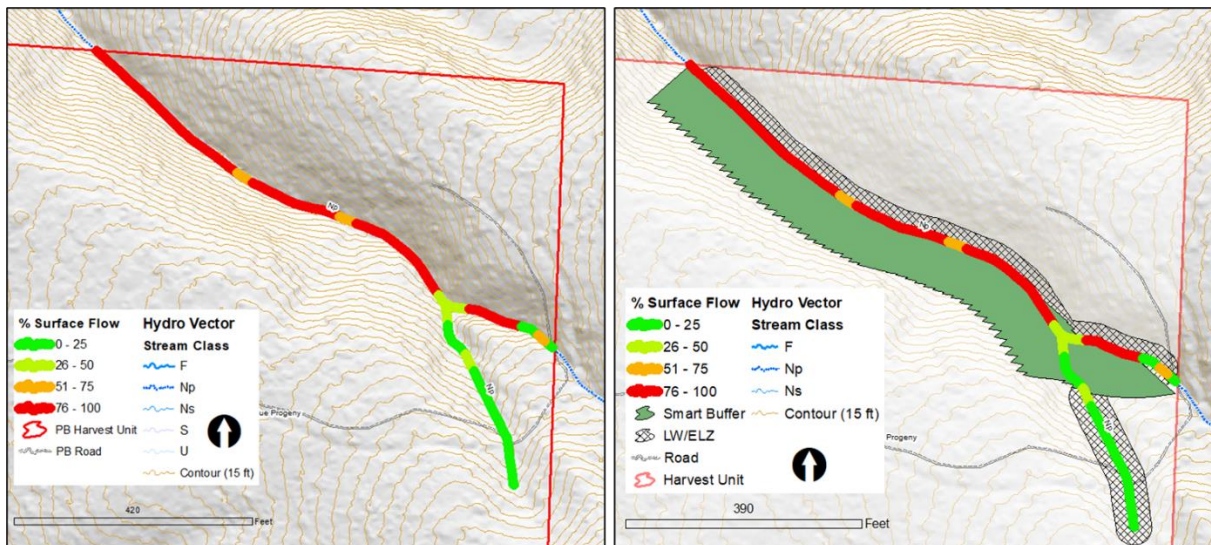 Np
Np
ue Progeny
% Surface Flow
0 - 25
26 - 50
51 - 75
76 - 100
PB Harvest Unit
PB Road
Hydro Vector
Stream Class
F
Np
Ns
S
U
Contour (15 ft)
420
Feet
Np
Np
Progeny
% Surface Flow
0 - 25
26 - 50
51 - 75
76 - 100
Smart Buffer
LW/ELZ
Road
Harvest Unit
Hydro Vector
Stream Class
F
Np
Ns
Contour (15 ft)
390
Feet